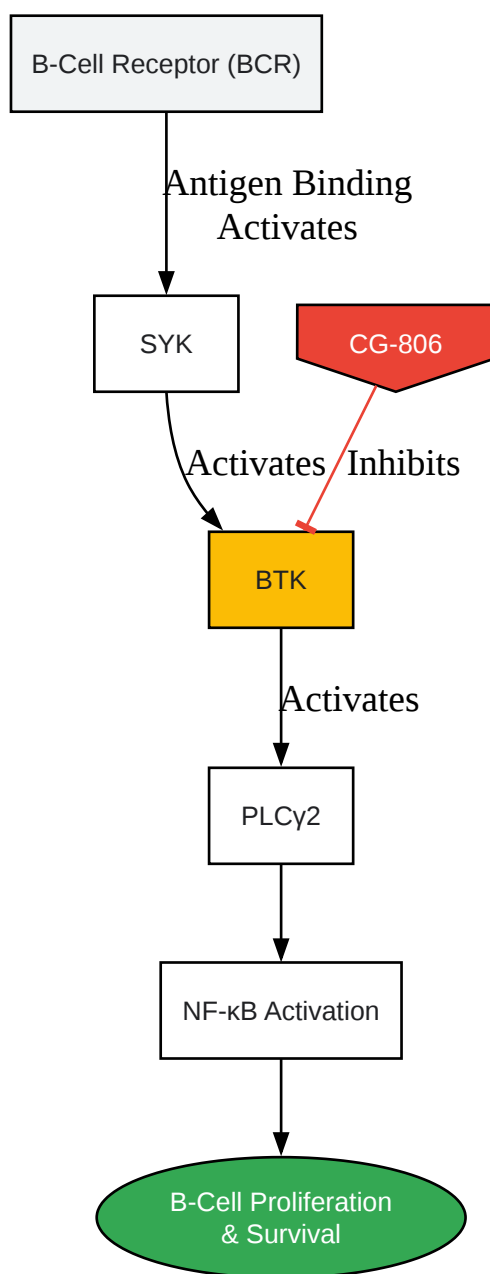 B-Cell Receptor (BCR)
Antigen Binding
Activates
SYK
CG-806
Activates
Inhibits
BTK
Activates
PLCγ2
NF-κB Activation
B-Cell Proliferation
& Survival